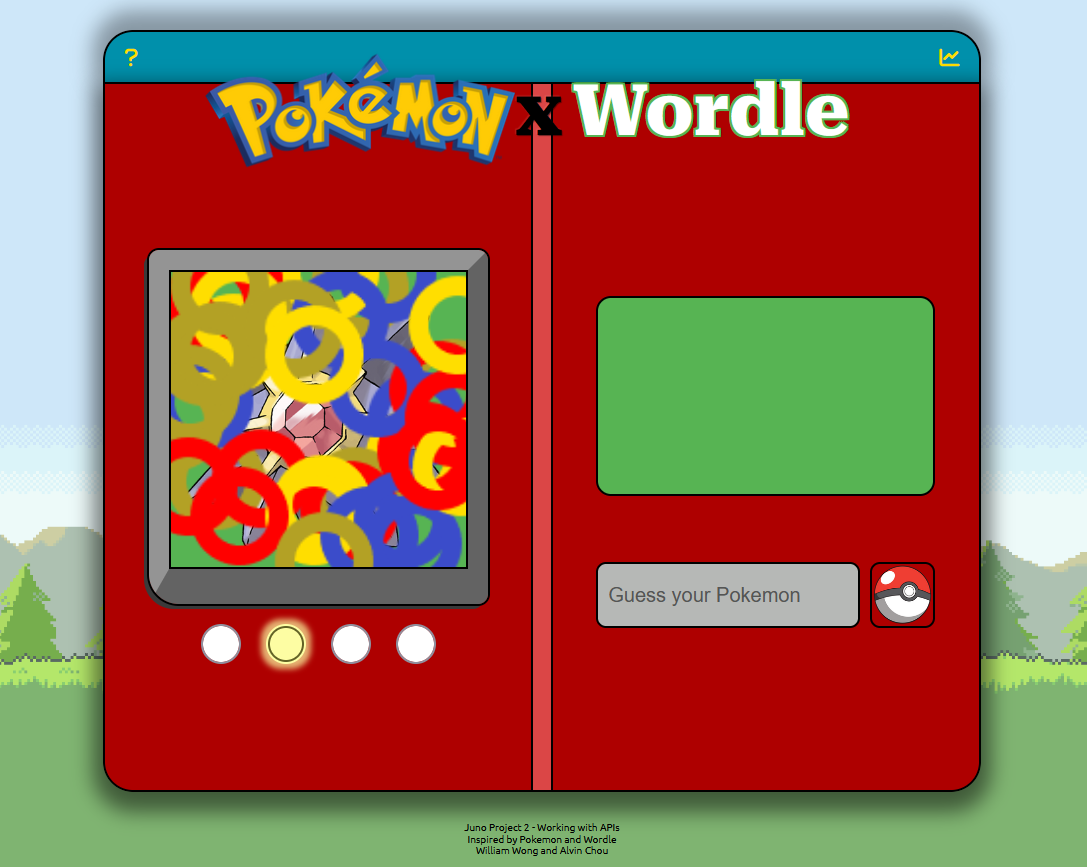 ?
Pokémon x Wordle
Guess your Pokemon
Juno Project 2 - Working with APIs
Inspired by Pokemon and Wordle
William Wong and Alvin Chou